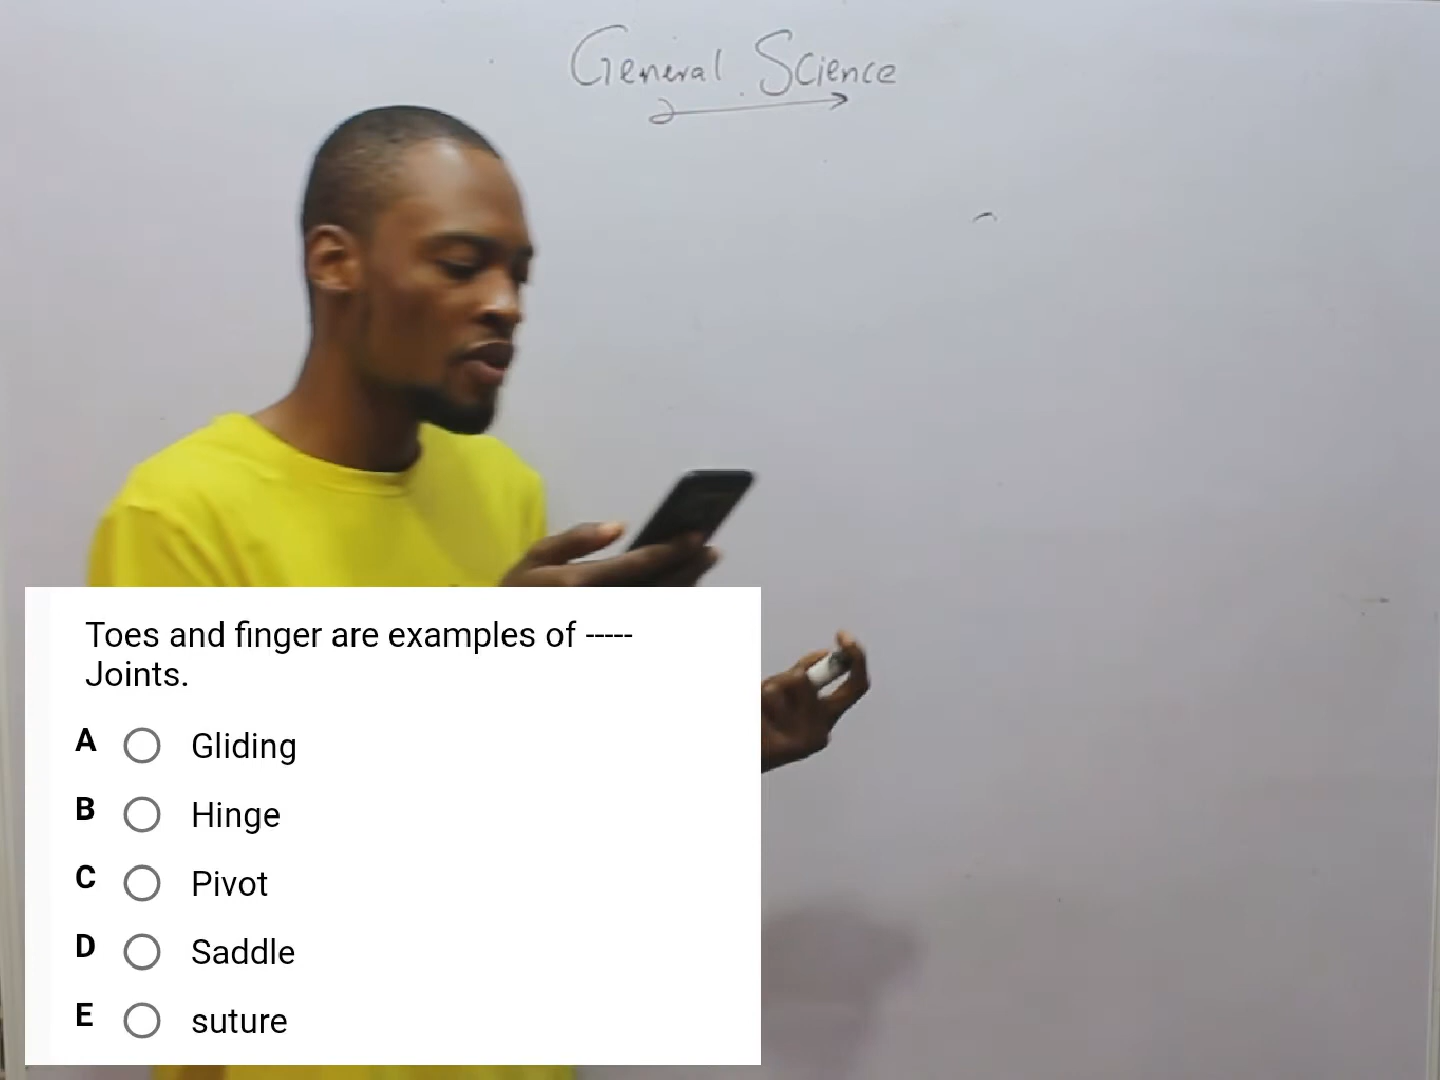 General Science
Toes and finger are examples of -----
Joints.
A Gliding
B Hinge
C Pivot
D Saddle
E suture